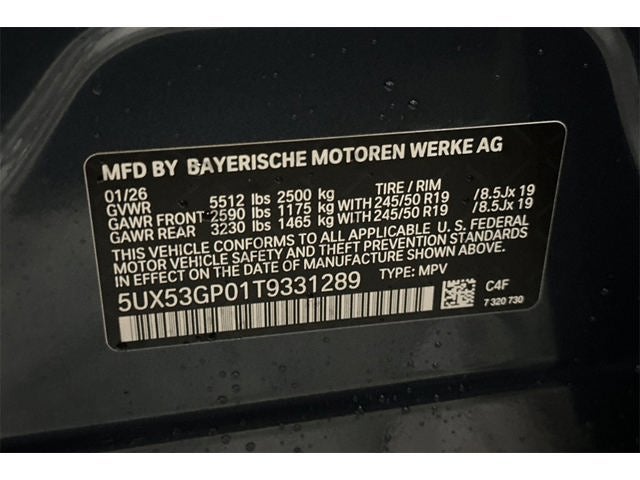 MFD BY BAYERISCHE MOTOREN WERKE AG
01/26 TIRE / RIM
GVWR 5512 lbs 2500 kg
GAWR FRONT 2590 lbs 1175 kg WITH 245/50 R19 /8.5Jx 19
GAWR REAR 3230 lbs 1465 kg WITH 245/50 R19 /8.5Jx 19
THIS VEHICLE CONFORMS TO ALL APPLICABLE U. S. FEDERAL
MOTOR VEHICLE SAFETY AND THEFT PREVENTION STANDARDS
IN EFFECT ON THE DATE OF MANUFACTURE SHOWN ABOVE.
5UX53GP01T9331289 TYPE: MPV
C4F
7 320 730